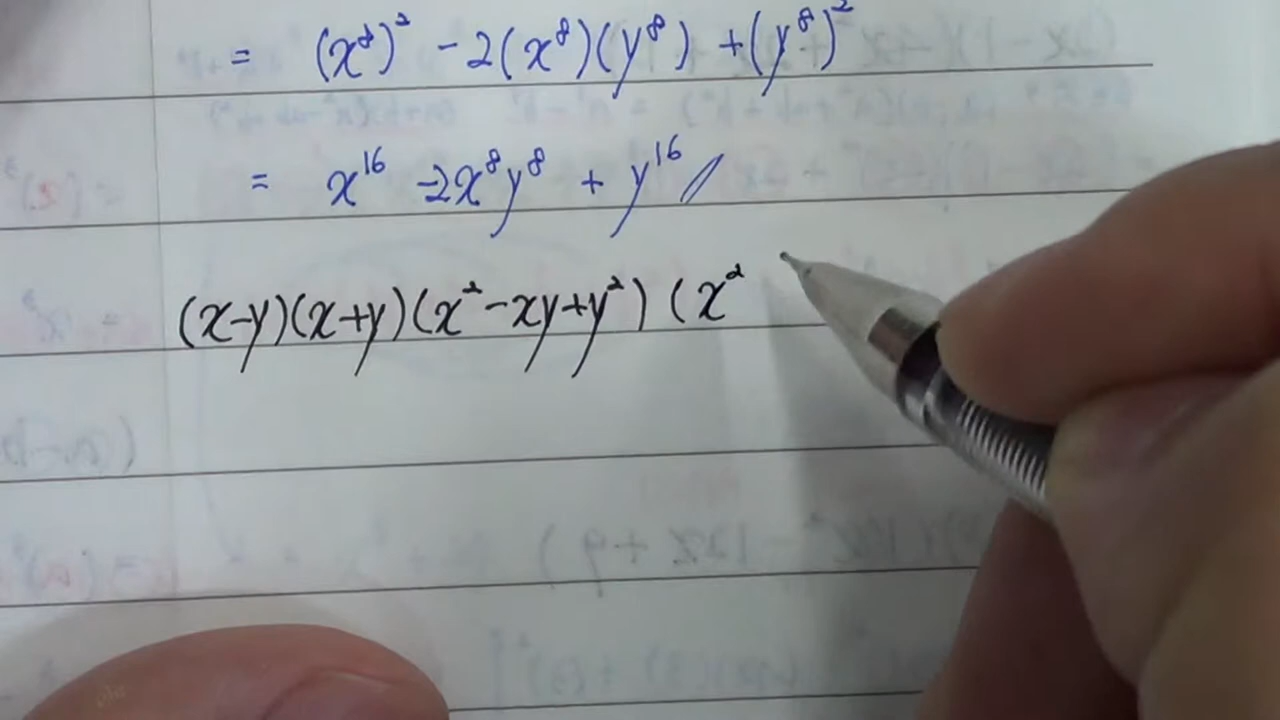 = (x⁸)² - 2(x⁸)(y⁸) + (y⁸)²
= x¹⁶ - 2x⁸y⁸ + y¹⁶ //
(x-y)(x+y)(x²-xy+y²) (x²